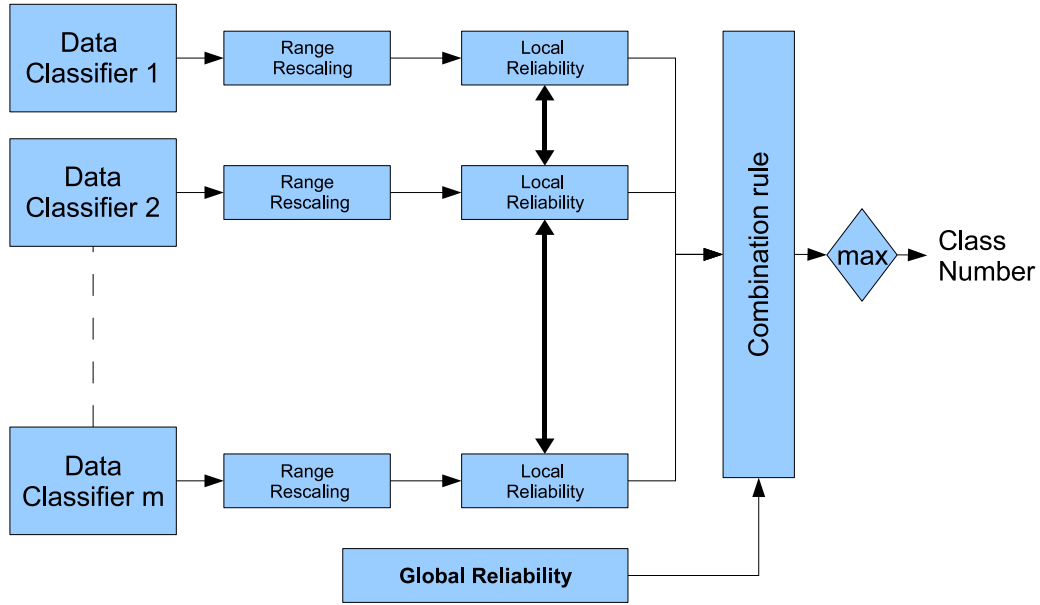 Data
Classifier 1
Range
Rescaling
Local
Reliability
Data
Classifier 2
Range
Rescaling
Local
Reliability
Combination rule
max
Class
Number
Data
Classifier m
Range
Rescaling
Local
Reliability
Global Reliability